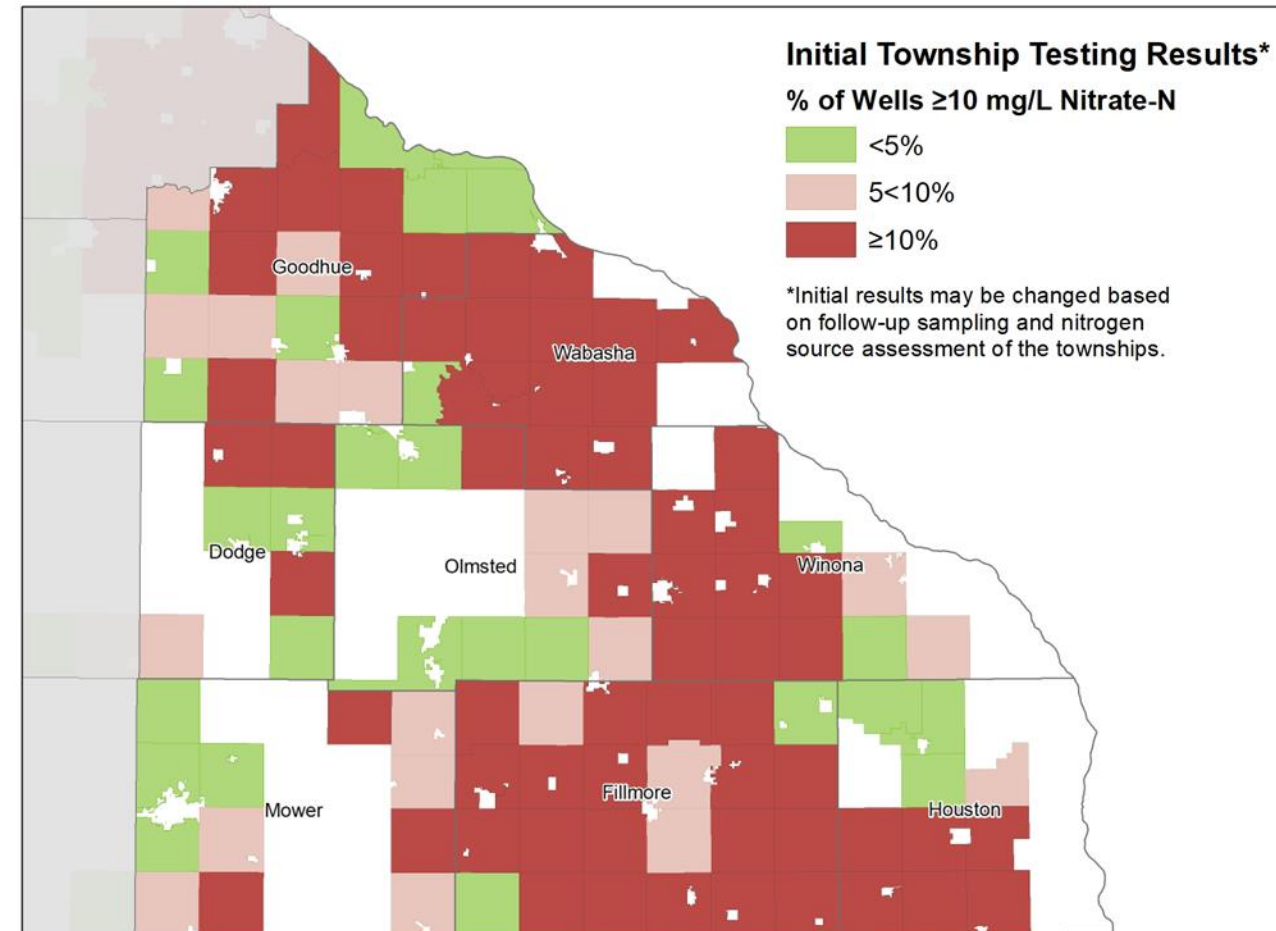 Initial Township Testing Results*
% of Wells ≥10 mg/L Nitrate-N
<5%
5<10%
≥10%
*Initial results may be changed based
on follow-up sampling and nitrogen
source assessment of the townships.
Goodhue
Wabasha
Dodge
Olmsted
Winona
Mower
Fillmore
Houston